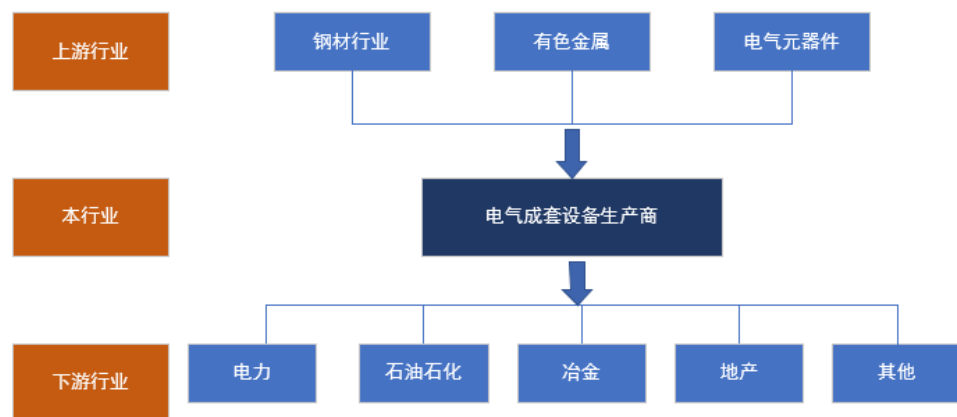 上游行业
钢材行业
有色金属
电气元器件
本行业
电气成套设备生产商
下游行业
电力
石油石化
冶金
地产
其他